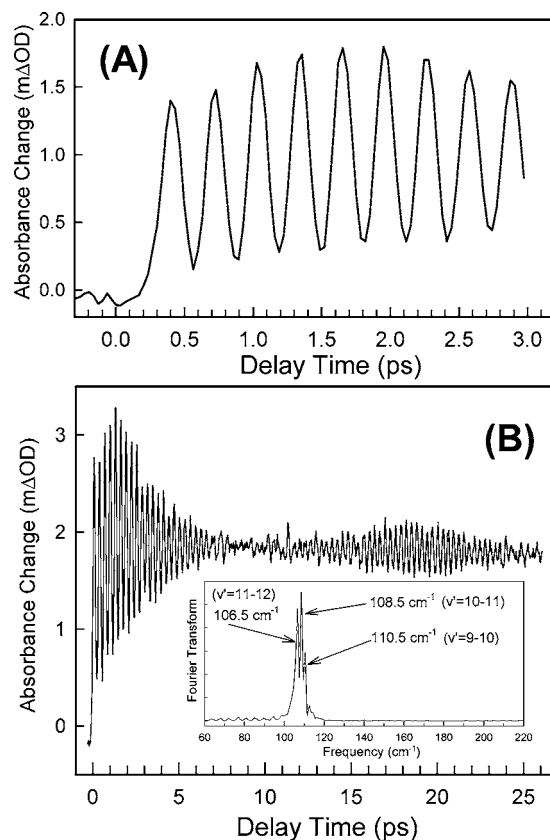 (A)
Absorbance Change (mΔOD)
2.0
1.5
1.0
0.5
0.0
0.0 0.5 1.0 1.5 2.0 2.5 3.0
Delay Time (ps)
(B)
Absorbance Change (mΔOD)
3
2
1
0
Fourier Transform
(v'=11-12)
106.5 cm⁻¹
108.5 cm⁻¹ (v'=10-11)
110.5 cm⁻¹ (v'=9-10)
60 80 100 120 140 160 180 200 220
Frequency (cm⁻¹)
0 5 10 15 20 25
Delay Time (ps)